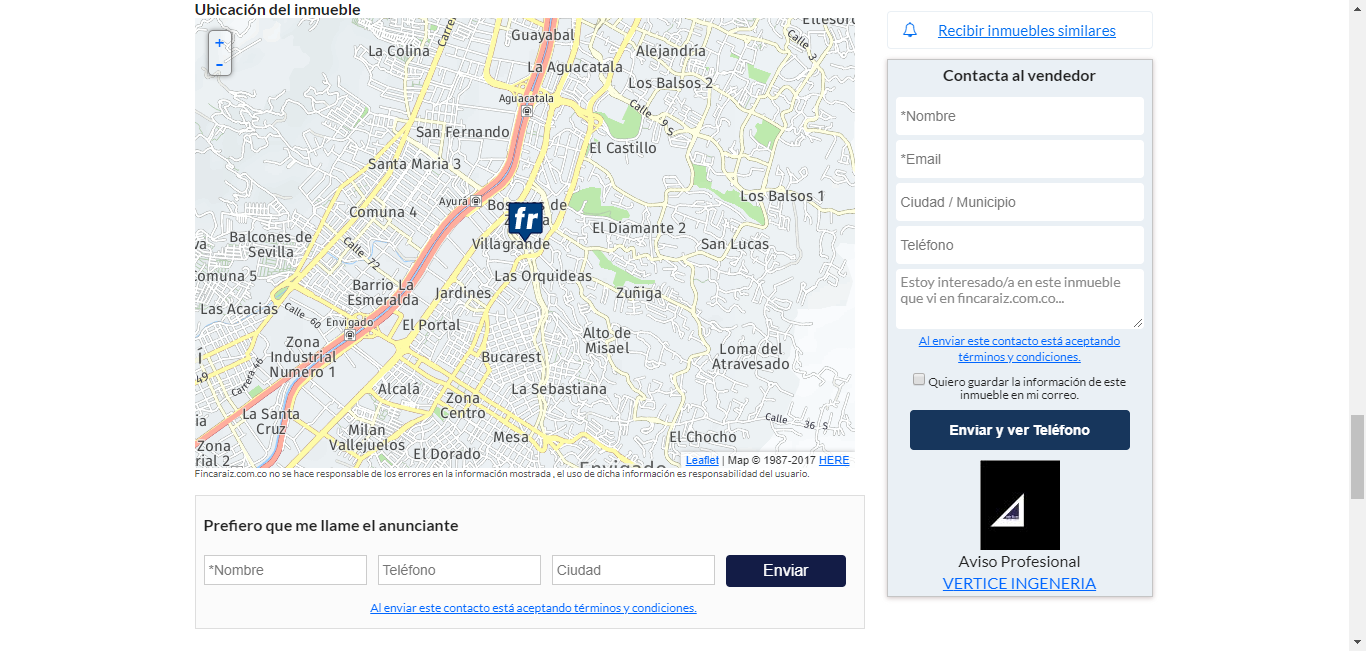 Ubicación del inmueble
+
-
Guayabal
La Colina
Alejandría
Calle 3
La Aguacatala
Los Balsos 2
Aguacatala
Calle 9 S
San Fernando
El Castillo
Santa Maria 3
Ayurá
Los Balsos 1
Comuna 4
fr
El Diamante 2
Balcones de
Sevilla
Villagrande
San Lucas
Calle 72
Comuna 5
Las Orquideas
Barrio La
Esmeralda
Jardines
Zuñiga
Las Acacias
Calle 60
Envigado
El Portal
Zona
Industrial
Numero 1
Alto de
Misael
Bucarest
Loma del
Atravesado
49
Carrera 46
Alcalá
La Sebastiana
Zona
Centro
La Santa
Cruz
Calle 36 S
Milan
Vallejuelos
Mesa
El Chocho
Zona
El Dorado
Envigado
Leaflet | Map © 1987-2017 HERE
Fincaraiz.com.co no se hace responsable de los errores en la información mostrada , el uso de dicha información es responsabilidad del usuario.
Prefiero que me llame el anunciante
*Nombre
Teléfono
Ciudad
Enviar
Al enviar este contacto está aceptando términos y condiciones.
Recibir inmuebles similares
Contacta al vendedor
*Nombre
*Email
Ciudad / Municipio
Teléfono
Estoy interesado/a en este inmueble
que vi en fincaraiz.com.co...
Al enviar este contacto está aceptando
términos y condiciones.
Quiero guardar la información de este
inmueble en mi correo.
Enviar y ver Teléfono
Aviso Profesional
VERTICE INGENERIA